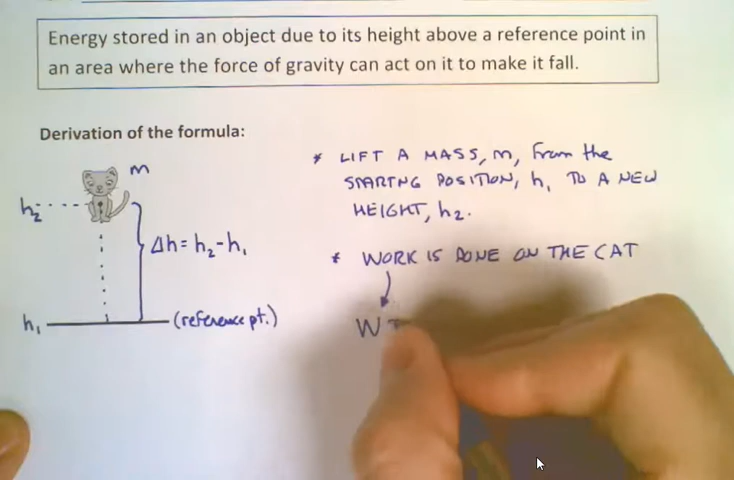 Energy stored in an object due to its height above a reference point in
an area where the force of gravity can act on it to make it fall.
Derivation of the formula:
m
h₂
Δh = h₂-h₁
h₁
(reference pt.)
* LIFT A MASS, m, From the
STARTNG POSITION, h, TO A NEW
HEIGHT, h₂.
* WORK IS DONE ON THE CAT
W